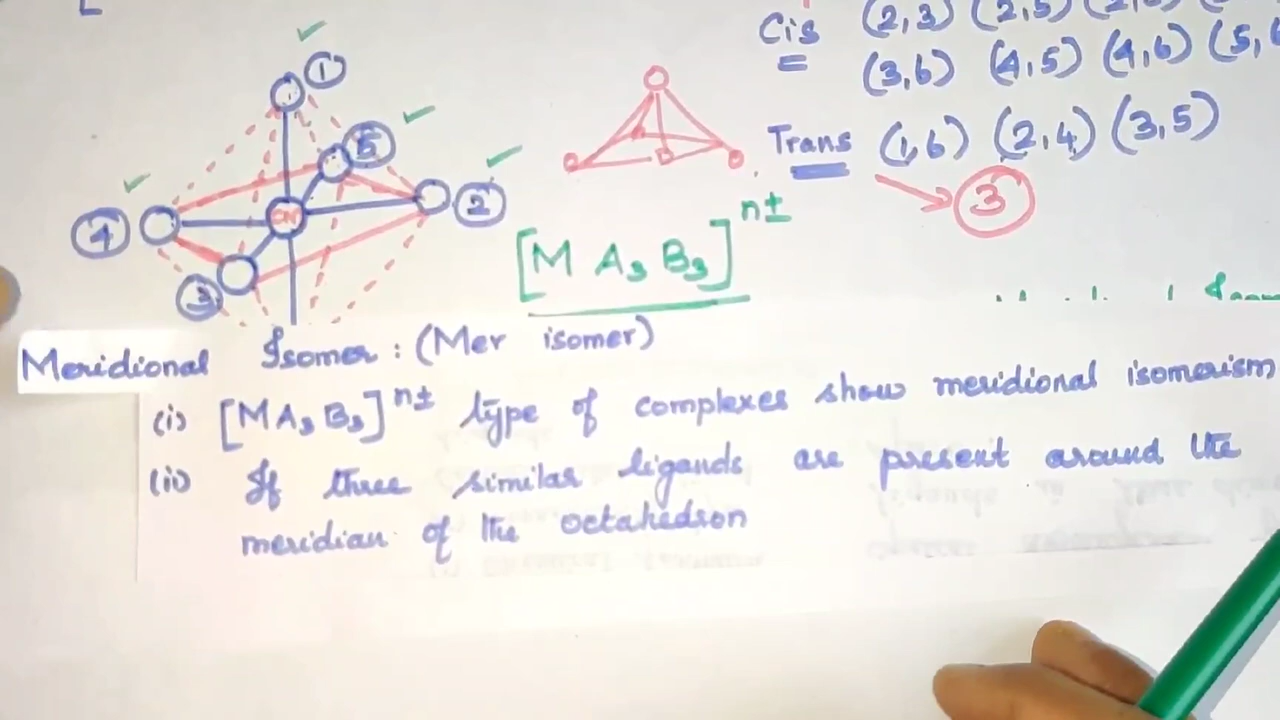 Cis (2,3) (2,5)
(3,6) (4,5) (4,6) (5,6
Trans (1,6) (2,4) (3,5)
3
1
5
2
4
CM
3
[M A₃ B₃]ⁿ±
Meridional Isomer : (Mer isomer)
(i) [MA₃B₃]ⁿ± type of complexes show meridional isomerism
(ii) If three similar ligands are present around the
meridian of the octahedron